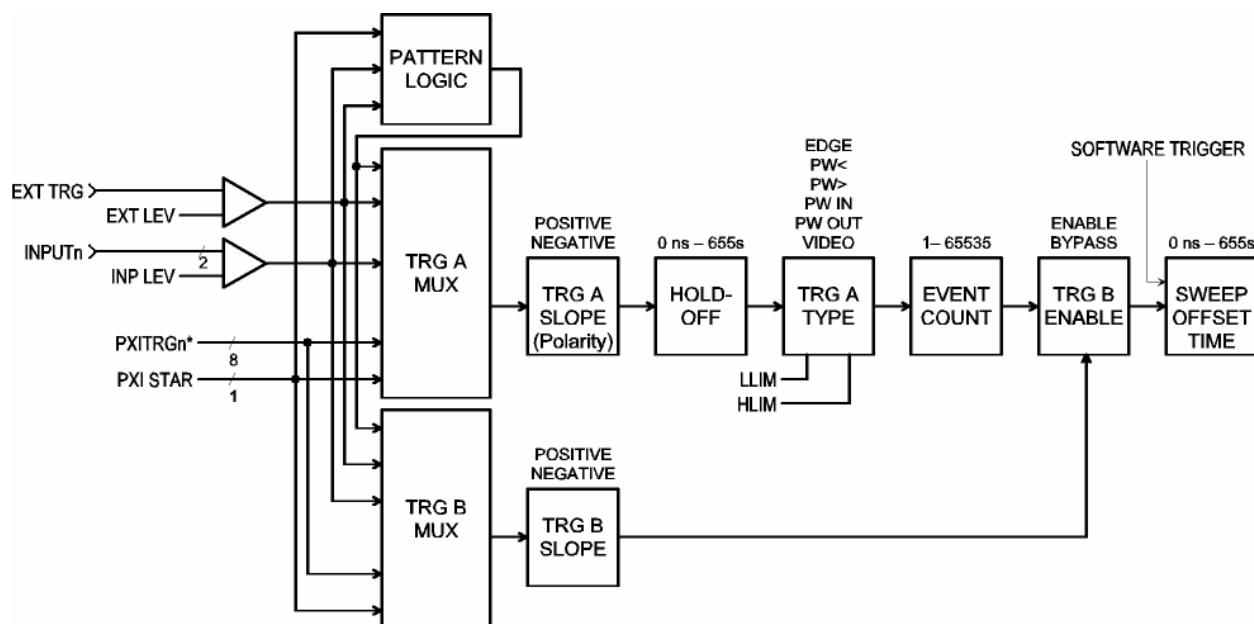 PATTERN
LOGIC
EXT TRG
EXT LEV
INPUTn
2
INP LEV
PXITRGn*
8
PXI STAR
1
TRG A
MUX
POSITIVE
NEGATIVE
TRG A
SLOPE
(Polarity)
0 ns – 655s
HOLD-
OFF
EDGE
PW<
PW>
PW IN
PW OUT
VIDEO
TRG A
TYPE
LLIM
HLIM
1– 65535
EVENT
COUNT
ENABLE
BYPASS
TRG B
ENABLE
SOFTWARE TRIGGER
0 ns – 655s
SWEEP
OFFSET
TIME
TRG B
MUX
POSITIVE
NEGATIVE
TRG B
SLOPE